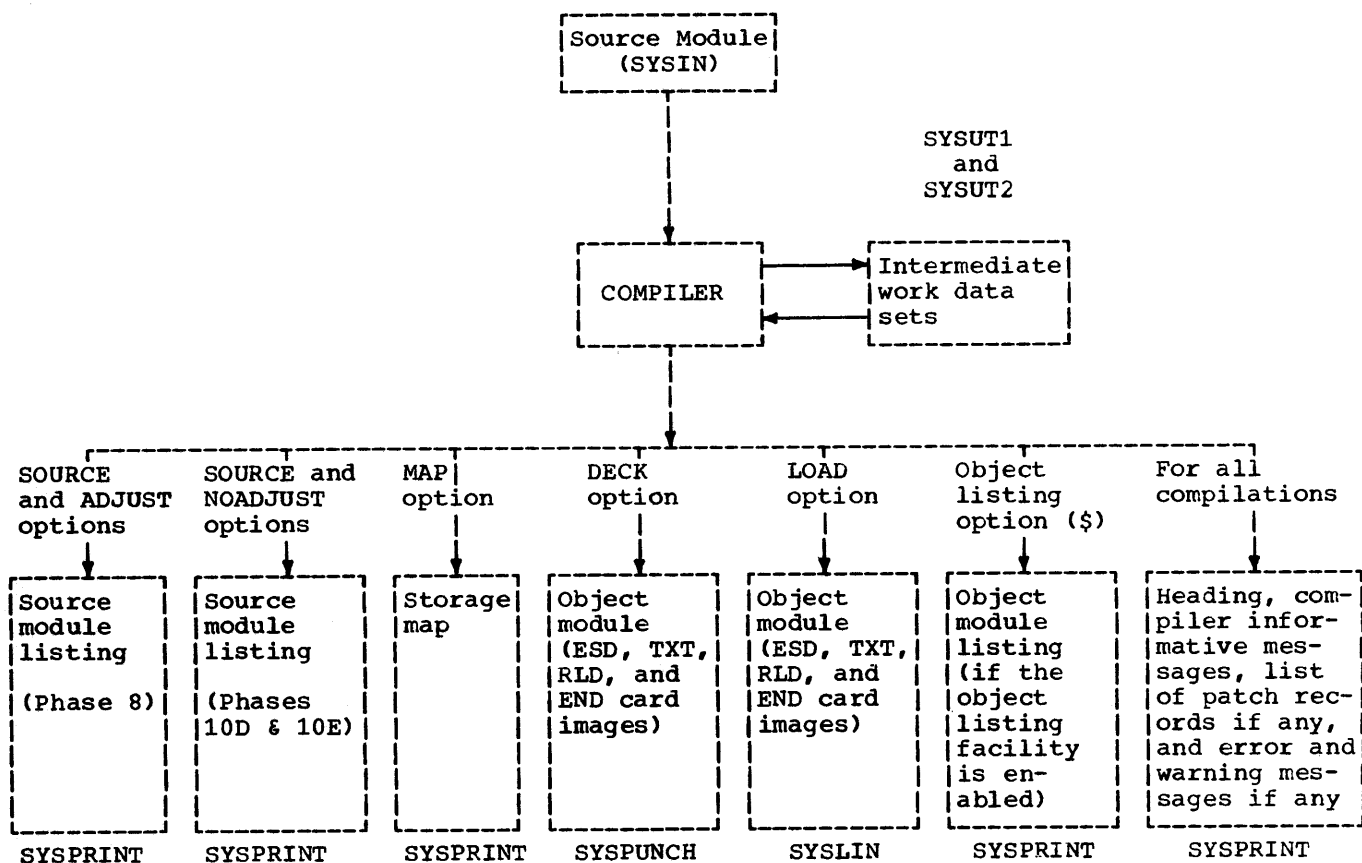 Source Module
(SYSIN)
SYSUT1
and
SYSUT2
COMPILER
Intermediate
work data
sets
SOURCE
and ADJUST
options
SOURCE and
NOADJUST
options
MAP
option
DECK
option
LOAD
option
Object
listing
option ($)
For all
compilations
Source
module
listing
(Phase 8)
Source
module
listing
(Phases
10D & 10E)
Storage
map
Object
module
(ESD, TXT,
RLD, and
END card
images)
Object
module
(ESD, TXT,
RLD, and
END card
images)
Object
module
listing
(if the
object
listing
facility
is en-
abled)
Heading, com-
piler infor-
mative mes-
sages, list
of patch rec-
ords if any,
and error and
warning mes-
sages if any
SYSPRINT
SYSPRINT
SYSPRINT
SYSPUNCH
SYSLIN
SYSPRINT
SYSPRINT